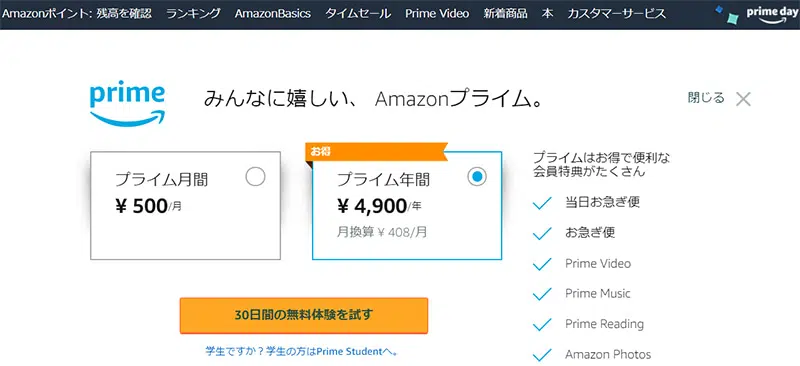 Amazonポイント: 残高を確認 ランキング AmazonBasics タイムセール Prime Video 新着商品 本 カスタマーサービス prime day
prime
みんなに嬉しい、 Amazonプライム。
閉じる
お得
プライム月間
¥ 500/月
プライム年間
¥ 4,900/年
月換算 ¥ 408/月
プライムはお得で便利な
会員特典がたくさん
当日お急ぎ便
お急ぎ便
Prime Video
Prime Music
Prime Reading
Amazon Photos
30日間の無料体験を試す
学生ですか？学生の方はPrime Studentへ。